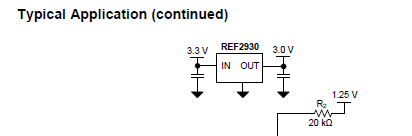 Typical Application (continued)
3.3 V REF2930 3.0 V
IN OUT
1.25 V
R₂
20 kΩ